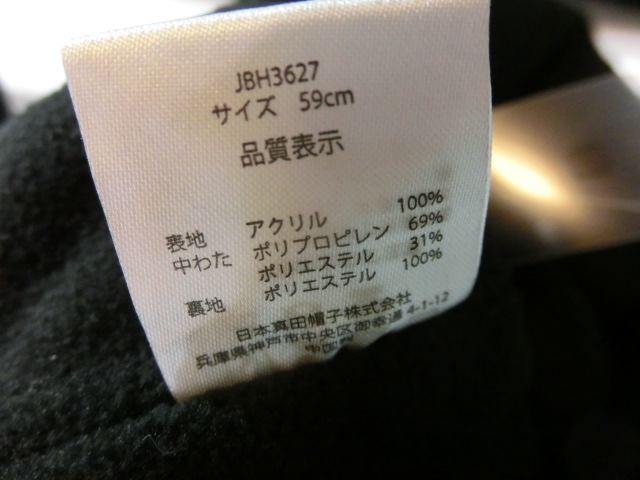 JBH3627
サイズ 59cm
品質表示
表地 アクリル 100%
中わた ポリプロピレン 69%
ポリエステル 31%
裏地 ポリエステル 100%
日本真田帽子株式会社
兵庫県神戸市中央区御幸通4-1-12
中国製